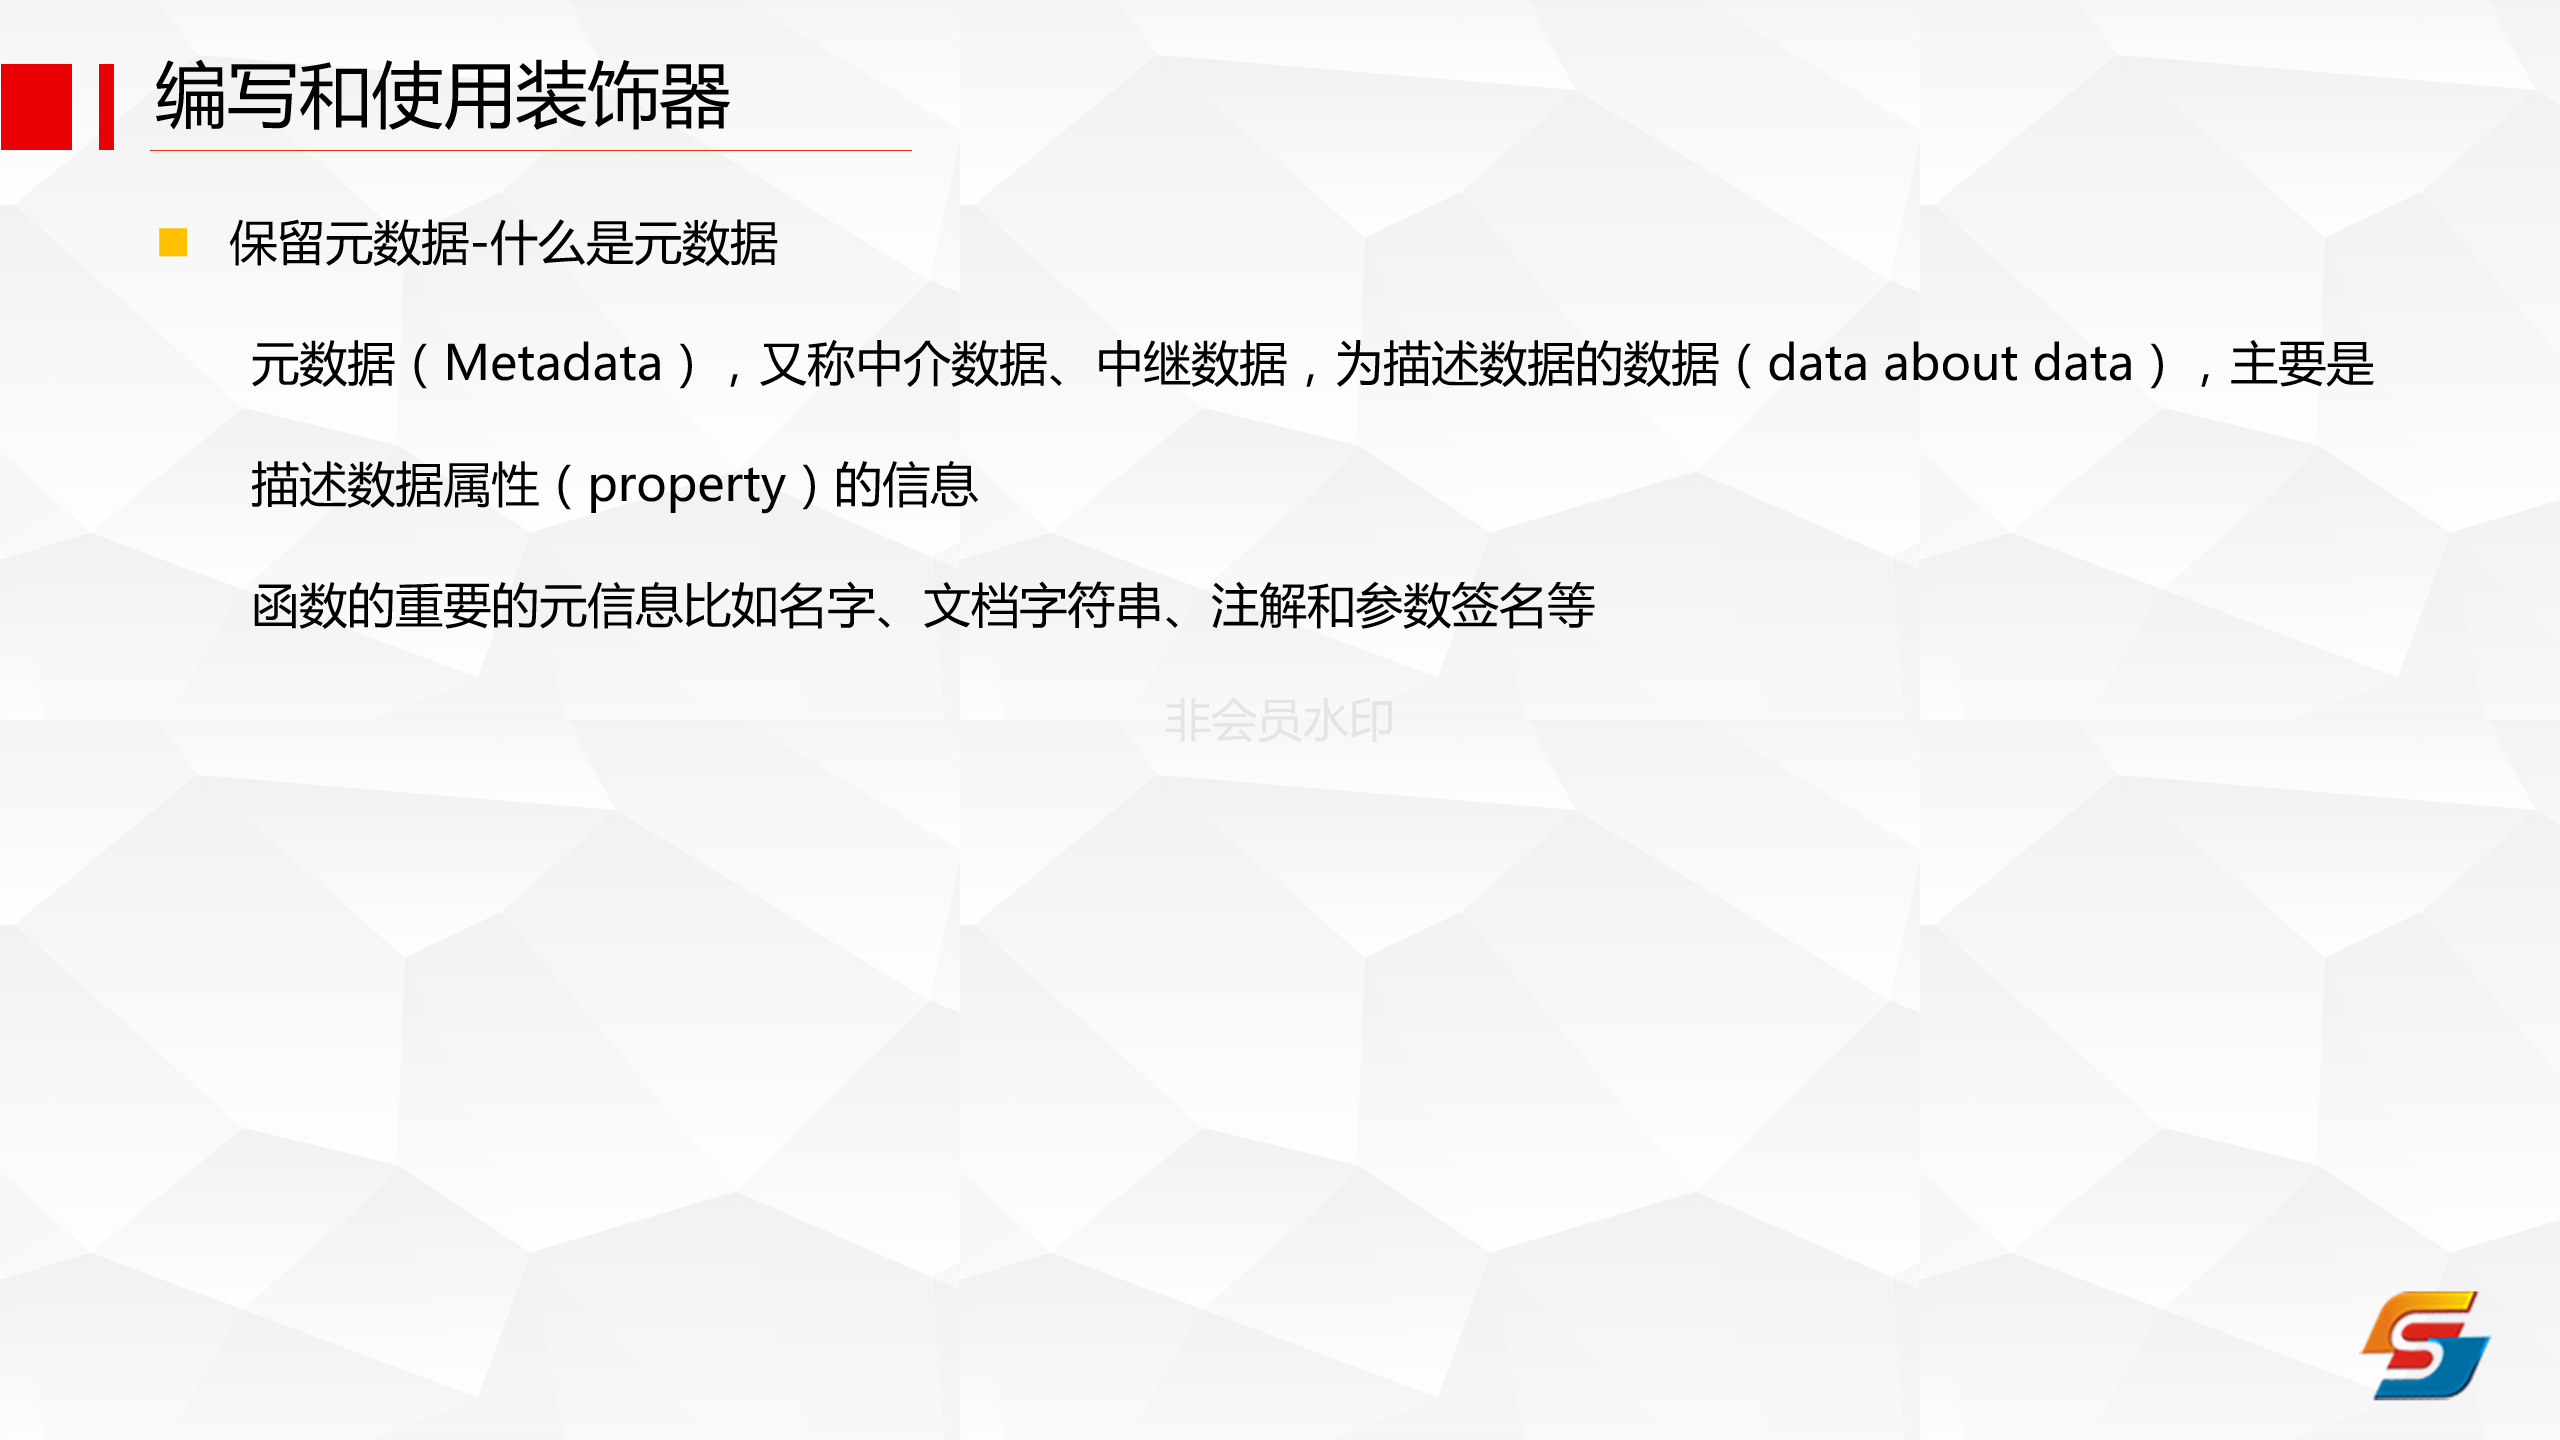 编写和使用装饰器
保留元数据-什么是元数据
元数据（Metadata），又称中介数据、中继数据，为描述数据的数据（data about data），主要是
描述数据属性（property）的信息
函数的重要的元信息比如名字、文档字符串、注解和参数签名等
非会员水印